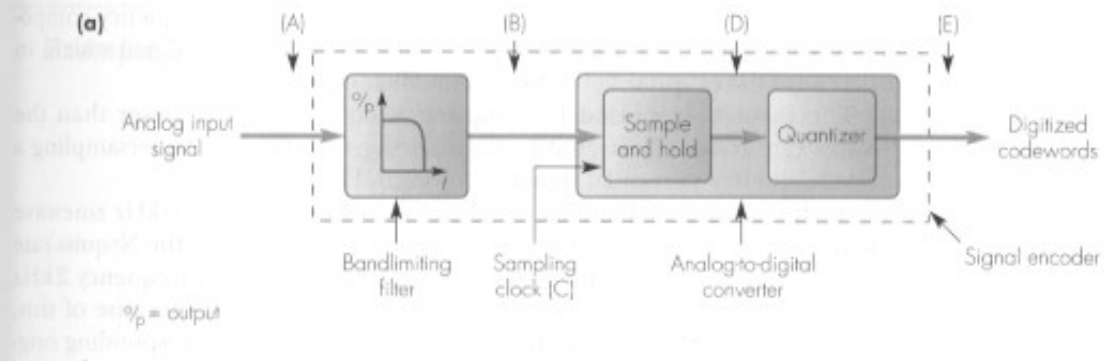 (a)
(A)
(B)
(D)
(E)
o/p
f
Analog input
signal
Sample
and hold
Quantizer
Digitized
codewords
Bandlimiting
filter
Sampling
clock (C)
Analog-to-digital
converter
Signal encoder
o/p = output